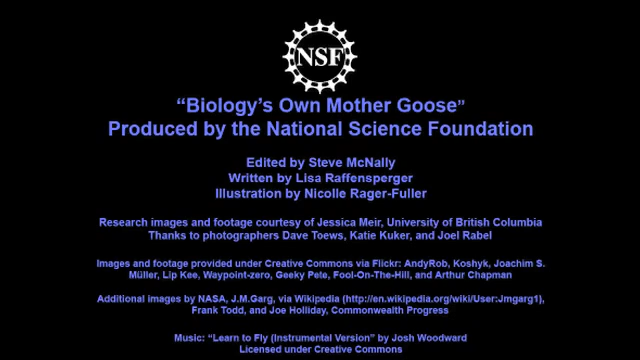 NSF
“Biology’s Own Mother Goose”
Produced by the National Science Foundation
Edited by Steve McNally
Written by Lisa Raffensperger
Illustration by Nicolle Rager-Fuller
Research images and footage courtesy of Jessica Meir, University of British Columbia
Thanks to photographers Dave Toews, Katie Kuker, and Joel Rabel
Images and footage provided under Creative Commons via Flickr: AndyRob, Koshyk, Joachim S.
Müller, Lip Kee, Waypoint-zero, Geeky Pete, Fool-On-The-Hill, and Arthur Chapman
Additional images by NASA, J.M.Garg, via Wikipedia (http://en.wikipedia.org/wiki/User:Jmgarg1),
Frank Todd, and Joe Holliday, Commonwealth Progress
Music: “Learn to Fly (Instrumental Version” by Josh Woodward
Licensed under Creative Commons